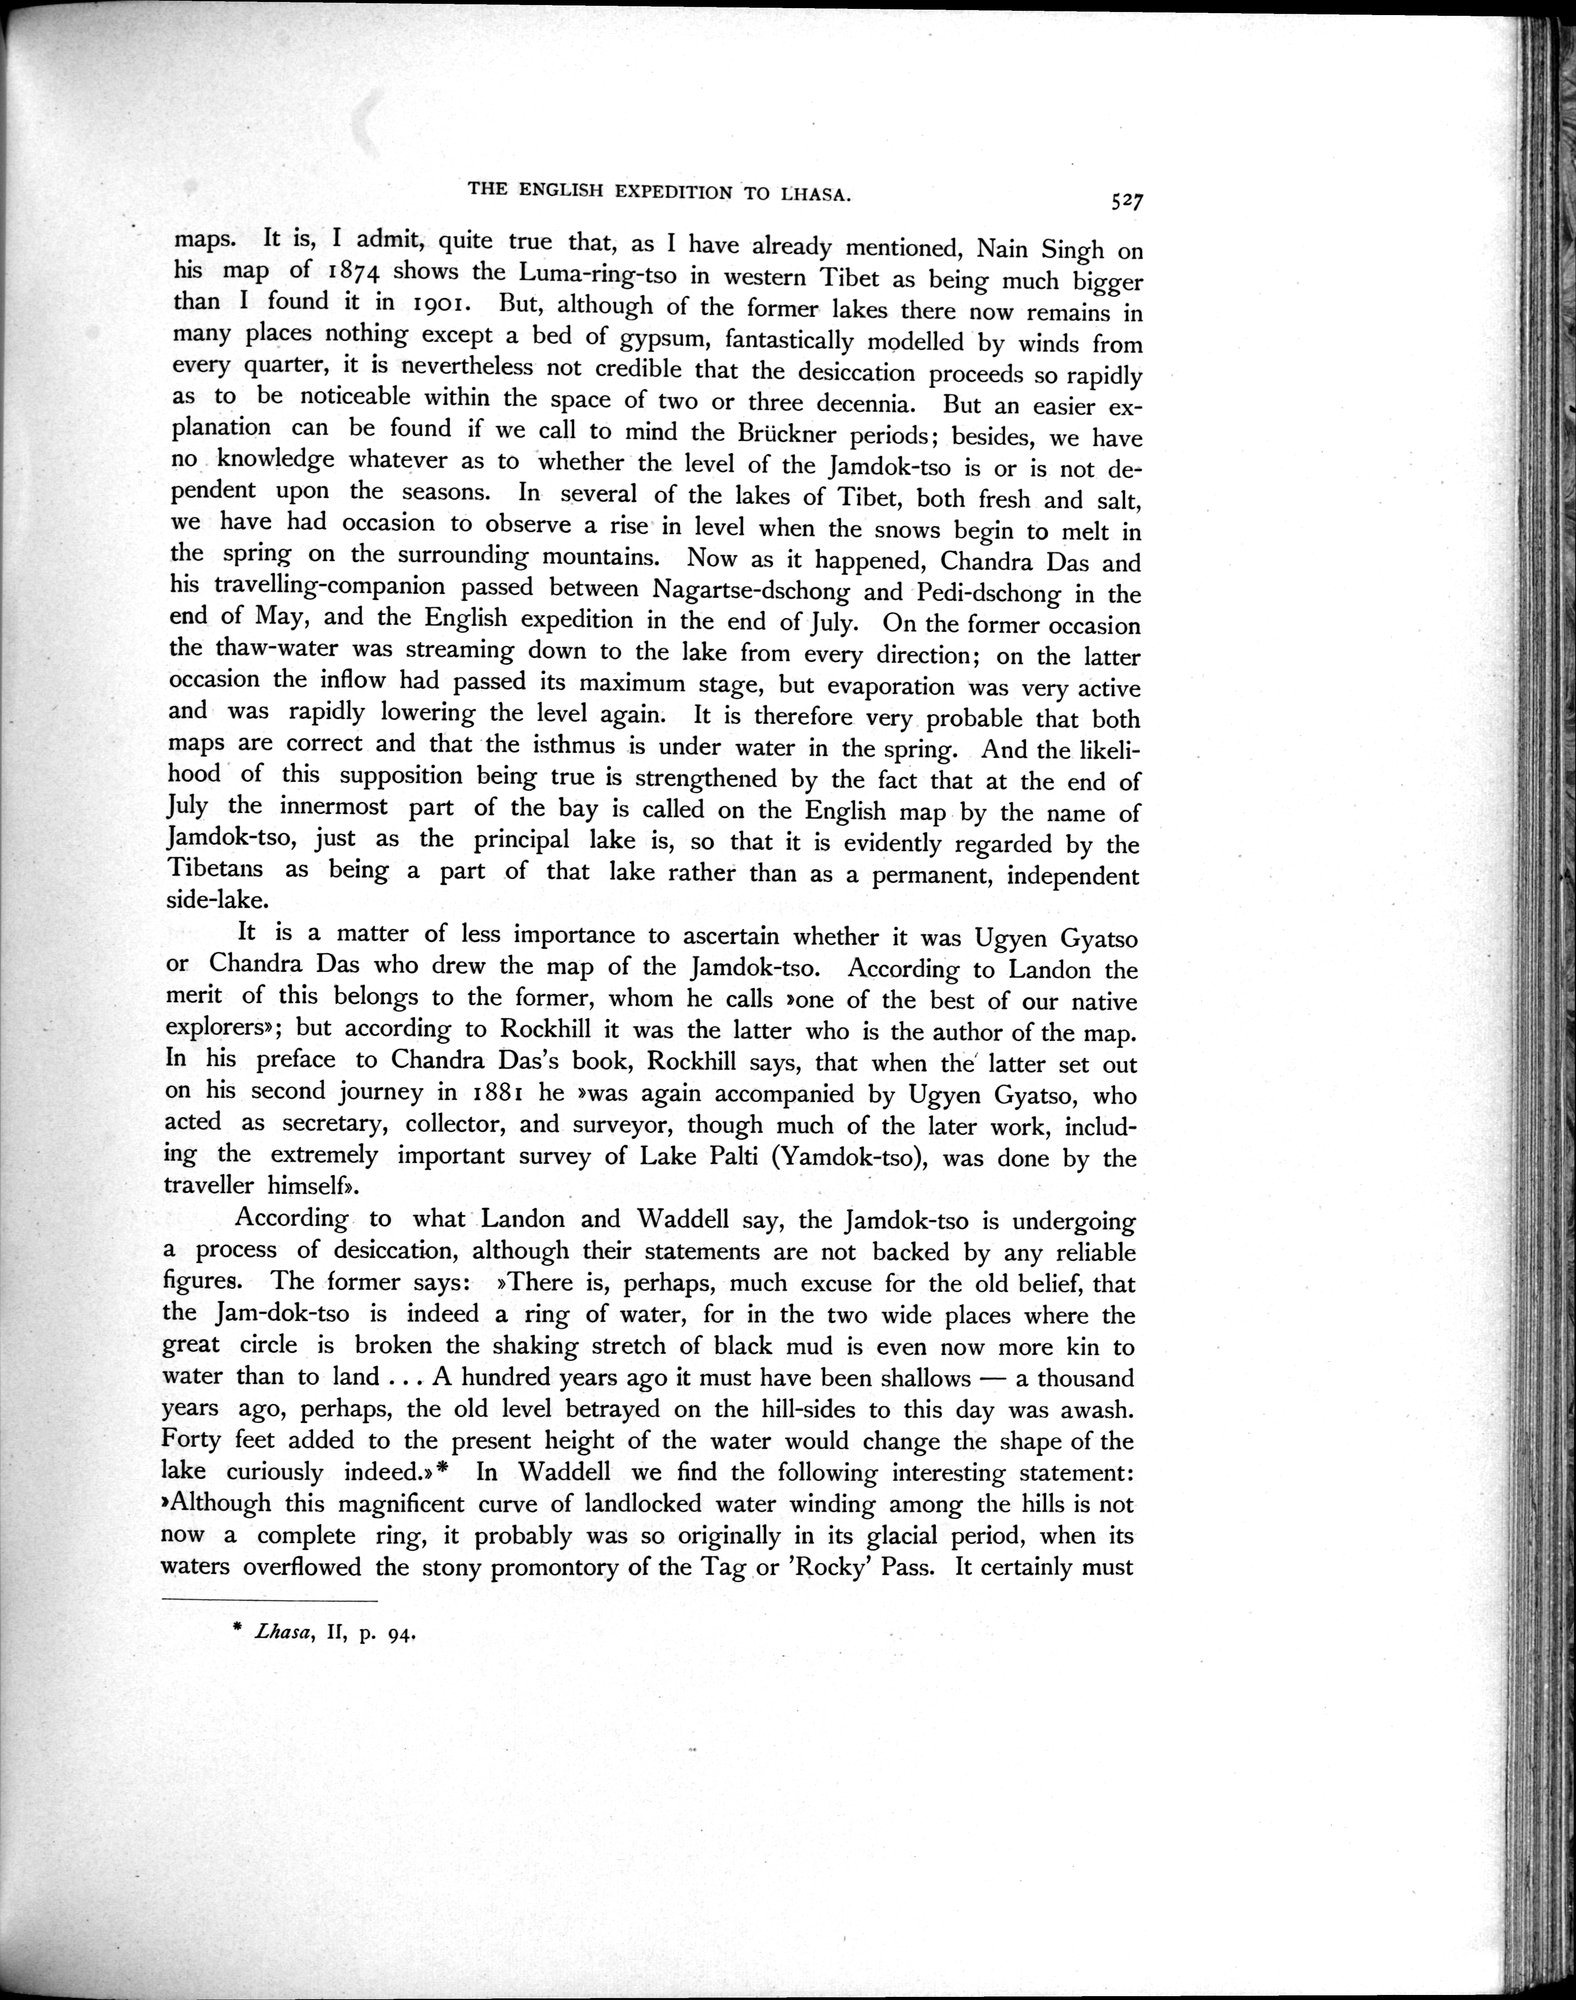 THE ENGLISH EXPEDITION TO LHASA.
527
maps. It is, I admit, quite true that, as I have already mentioned, Nain Singh on
his map of 1874 shows the Luma-ring-tso in western Tibet as being much bigger
than I found it in 1901. But, although of the former lakes there now remains in
many places nothing except a bed of gypsum, fantastically modelled by winds from
every quarter, it is nevertheless not credible that the desiccation proceeds so rapidly
as to be noticeable within the space of two or three decennia. But an easier ex-
planation can be found if we call to mind the Brückner periods; besides, we have
no knowledge whatever as to whether the level of the Jamdok-tso is or is not de-
pendent upon the seasons. In several of the lakes of Tibet, both fresh and salt,
we have had occasion to observe a rise in level when the snows begin to melt in
the spring on the surrounding mountains. Now as it happened, Chandra Das and
his travelling-companion passed between Nagartse-dschong and Pedi-dschong in the
end of May, and the English expedition in the end of July. On the former occasion
the thaw-water was streaming down to the lake from every direction; on the latter
occasion the inflow had passed its maximum stage, but evaporation was very active
and was rapidly lowering the level again. It is therefore very probable that both
maps are correct and that the isthmus is under water in the spring. And the likeli-
hood of this supposition being true is strengthened by the fact that at the end of
July the innermost part of the bay is called on the English map by the name of
Jamdok-tso, just as the principal lake is, so that it is evidently regarded by the
Tibetans as being a part of that lake rather than as a permanent, independent
side-lake.
It is a matter of less importance to ascertain whether it was Ugyen Gyatso
or Chandra Das who drew the map of the Jamdok-tso. According to Landon the
merit of this belongs to the former, whom he calls »one of the best of our native
explorers»; but according to Rockhill it was the latter who is the author of the map.
In his preface to Chandra Das's book, Rockhill says, that when the latter set out
on his second journey in 1881 he »was again accompanied by Ugyen Gyatso, who
acted as secretary, collector, and surveyor, though much of the later work, includ-
ing the extremely important survey of Lake Palti (Yamdok-tso), was done by the
traveller himself».
According to what Landon and Waddell say, the Jamdok-tso is undergoing
a process of desiccation, although their statements are not backed by any reliable
figures. The former says: »There is, perhaps, much excuse for the old belief, that
the Jam-dok-tso is indeed a ring of water, for in the two wide places where the
great circle is broken the shaking stretch of black mud is even now more kin to
water than to land . . . A hundred years ago it must have been shallows — a thousand
years ago, perhaps, the old level betrayed on the hill-sides to this day was awash.
Forty feet added to the present height of the water would change the shape of the
lake curiously indeed.»* In Waddell we find the following interesting statement:
»Although this magnificent curve of landlocked water winding among the hills is not
now a complete ring, it probably was so originally in its glacial period, when its
waters overflowed the stony promontory of the Tag or 'Rocky' Pass. It certainly must
* Lhasa, II, p. 94.